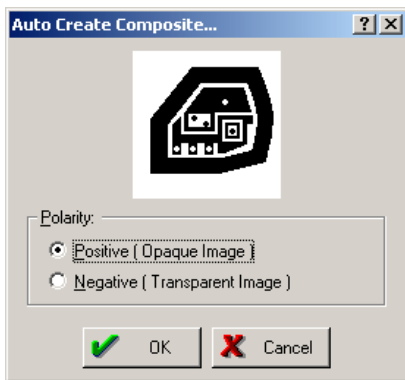 Auto Create Composite...
Polarity:
Positive ( Opaque Image )
Negative ( Transparent Image )
OK
Cancel